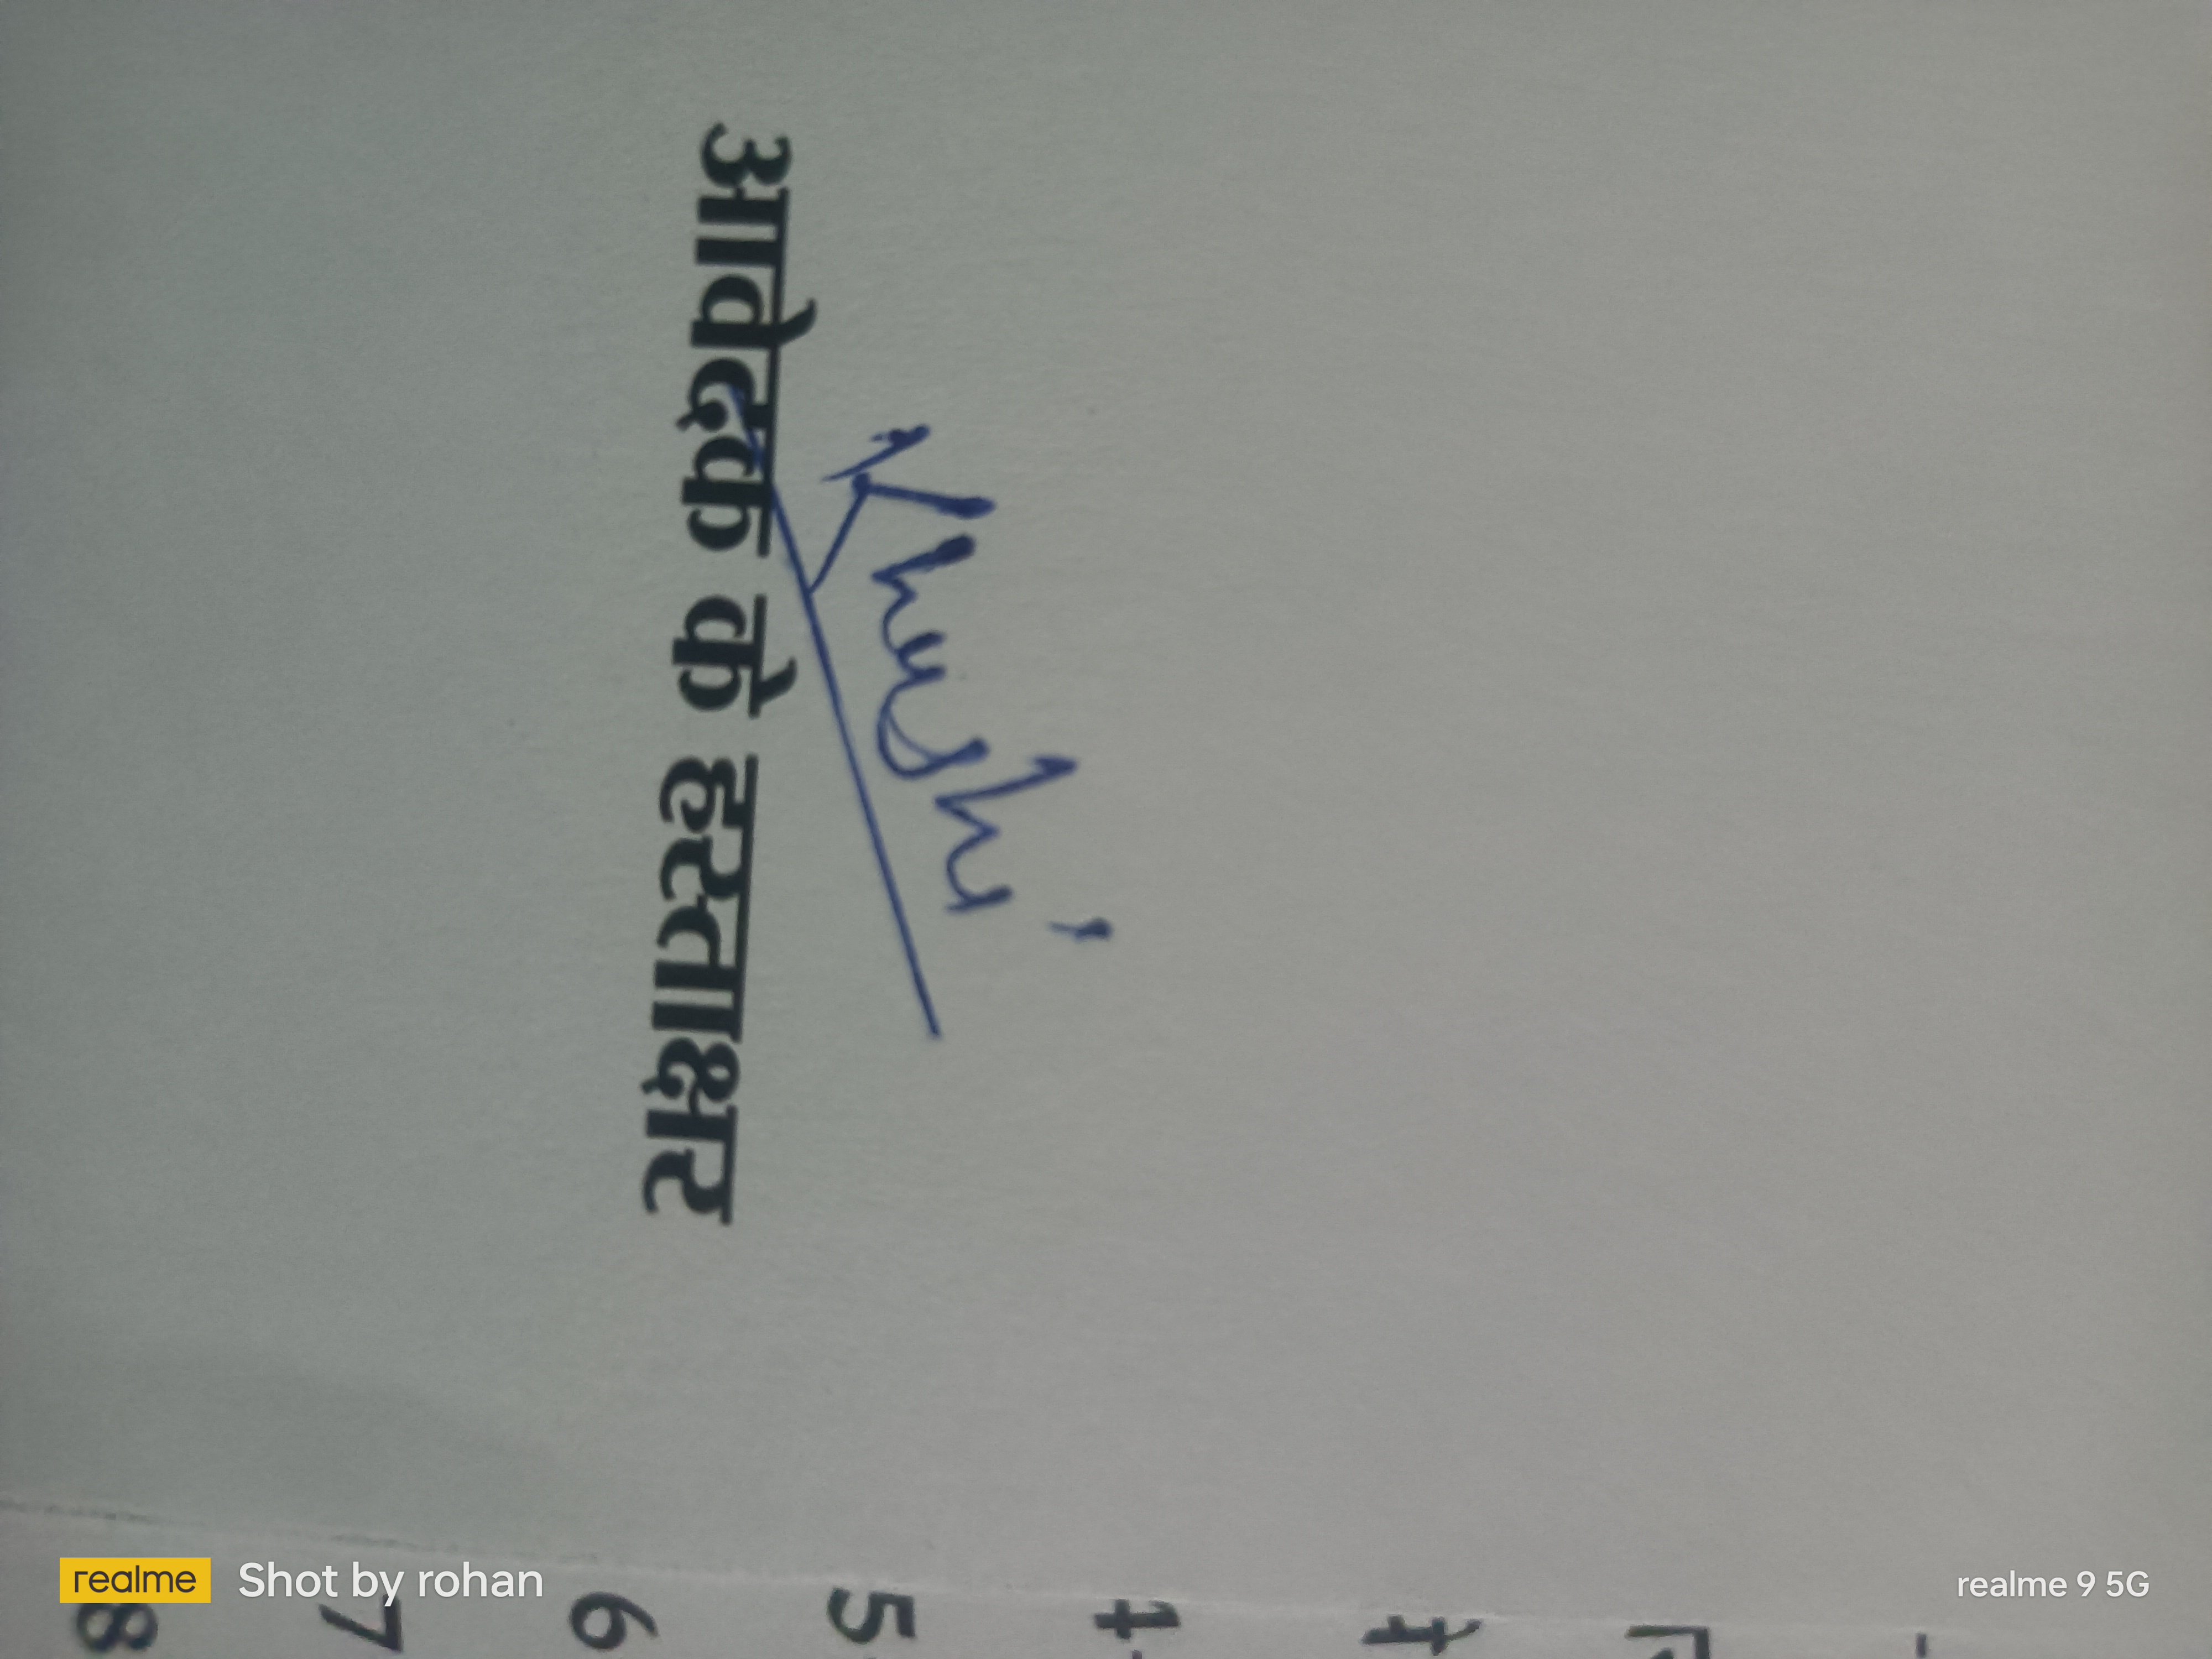 Khushi
आवेदक के हस्ताक्षर
8 7 6 5
realme Shot by rohan
realme 9 5G